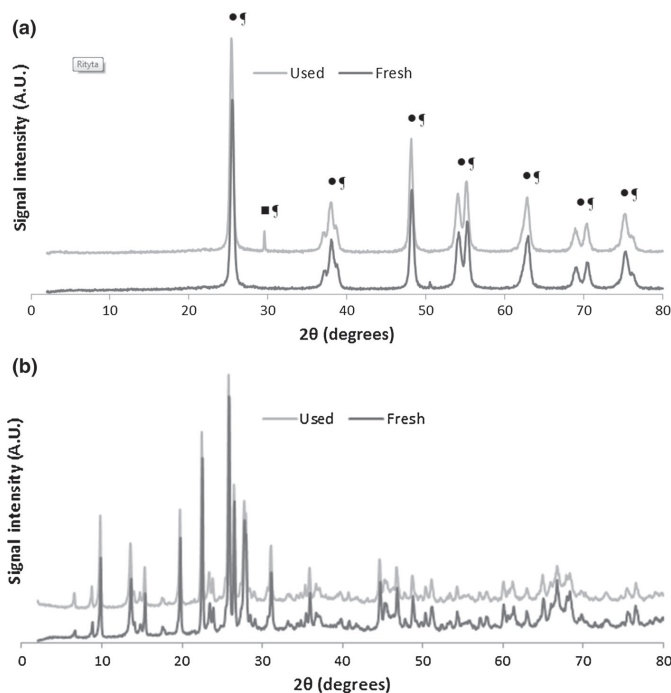 (a)
Signal intensity (A.U.)
Rityta
Used Fresh
● ¶
■ ¶
● ¶
● ¶
● ¶
● ¶
● ¶
● ¶
0 10 20 30 40 50 60 70 80
2θ (degrees)
(b)
Signal intensity (A.U.)
Used Fresh
0 10 20 30 40 50 60 70 80
2θ (degrees)